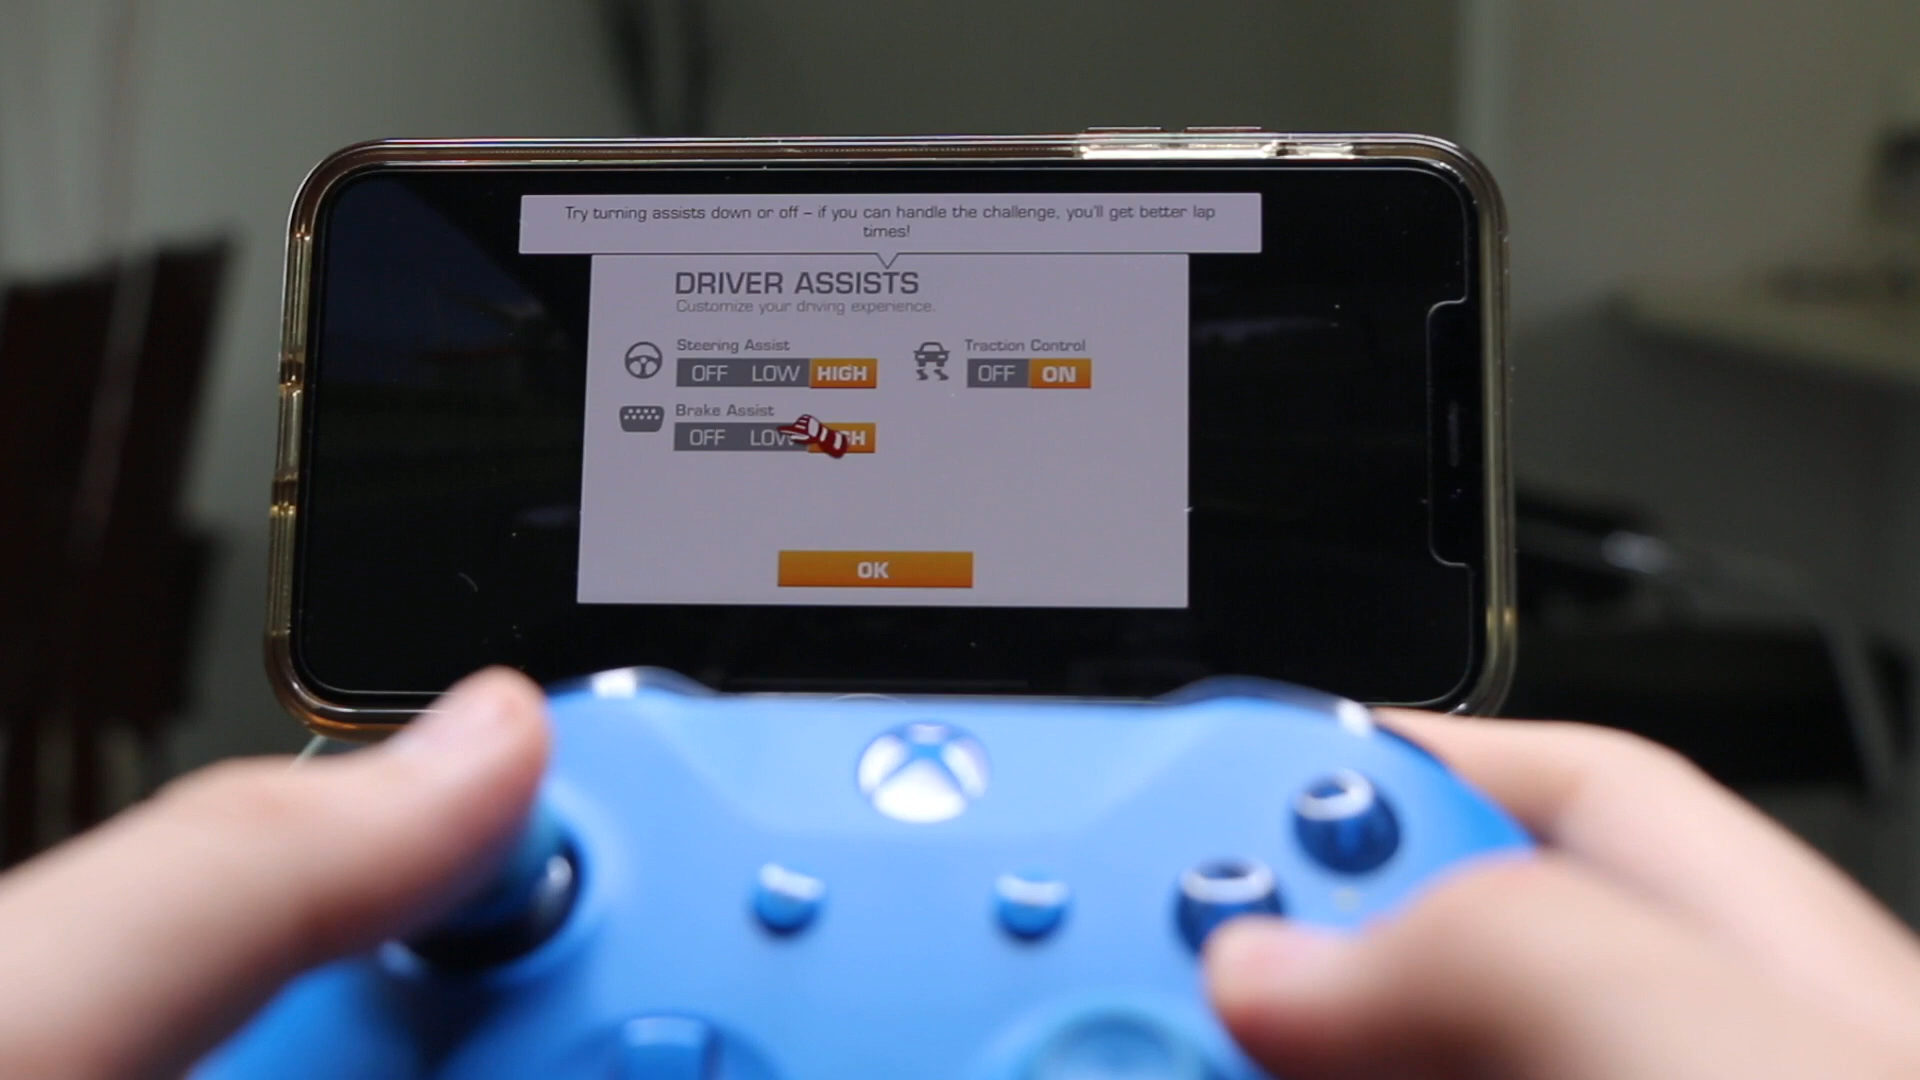 Try turning assists down or off – if you can handle the challenge, you'll get better lap
times!
DRIVER ASSISTS
Customize your driving experience.
Steering Assist
OFF LOW HIGH
Traction Control
OFF ON
Brake Assist
OFF LOW
OK